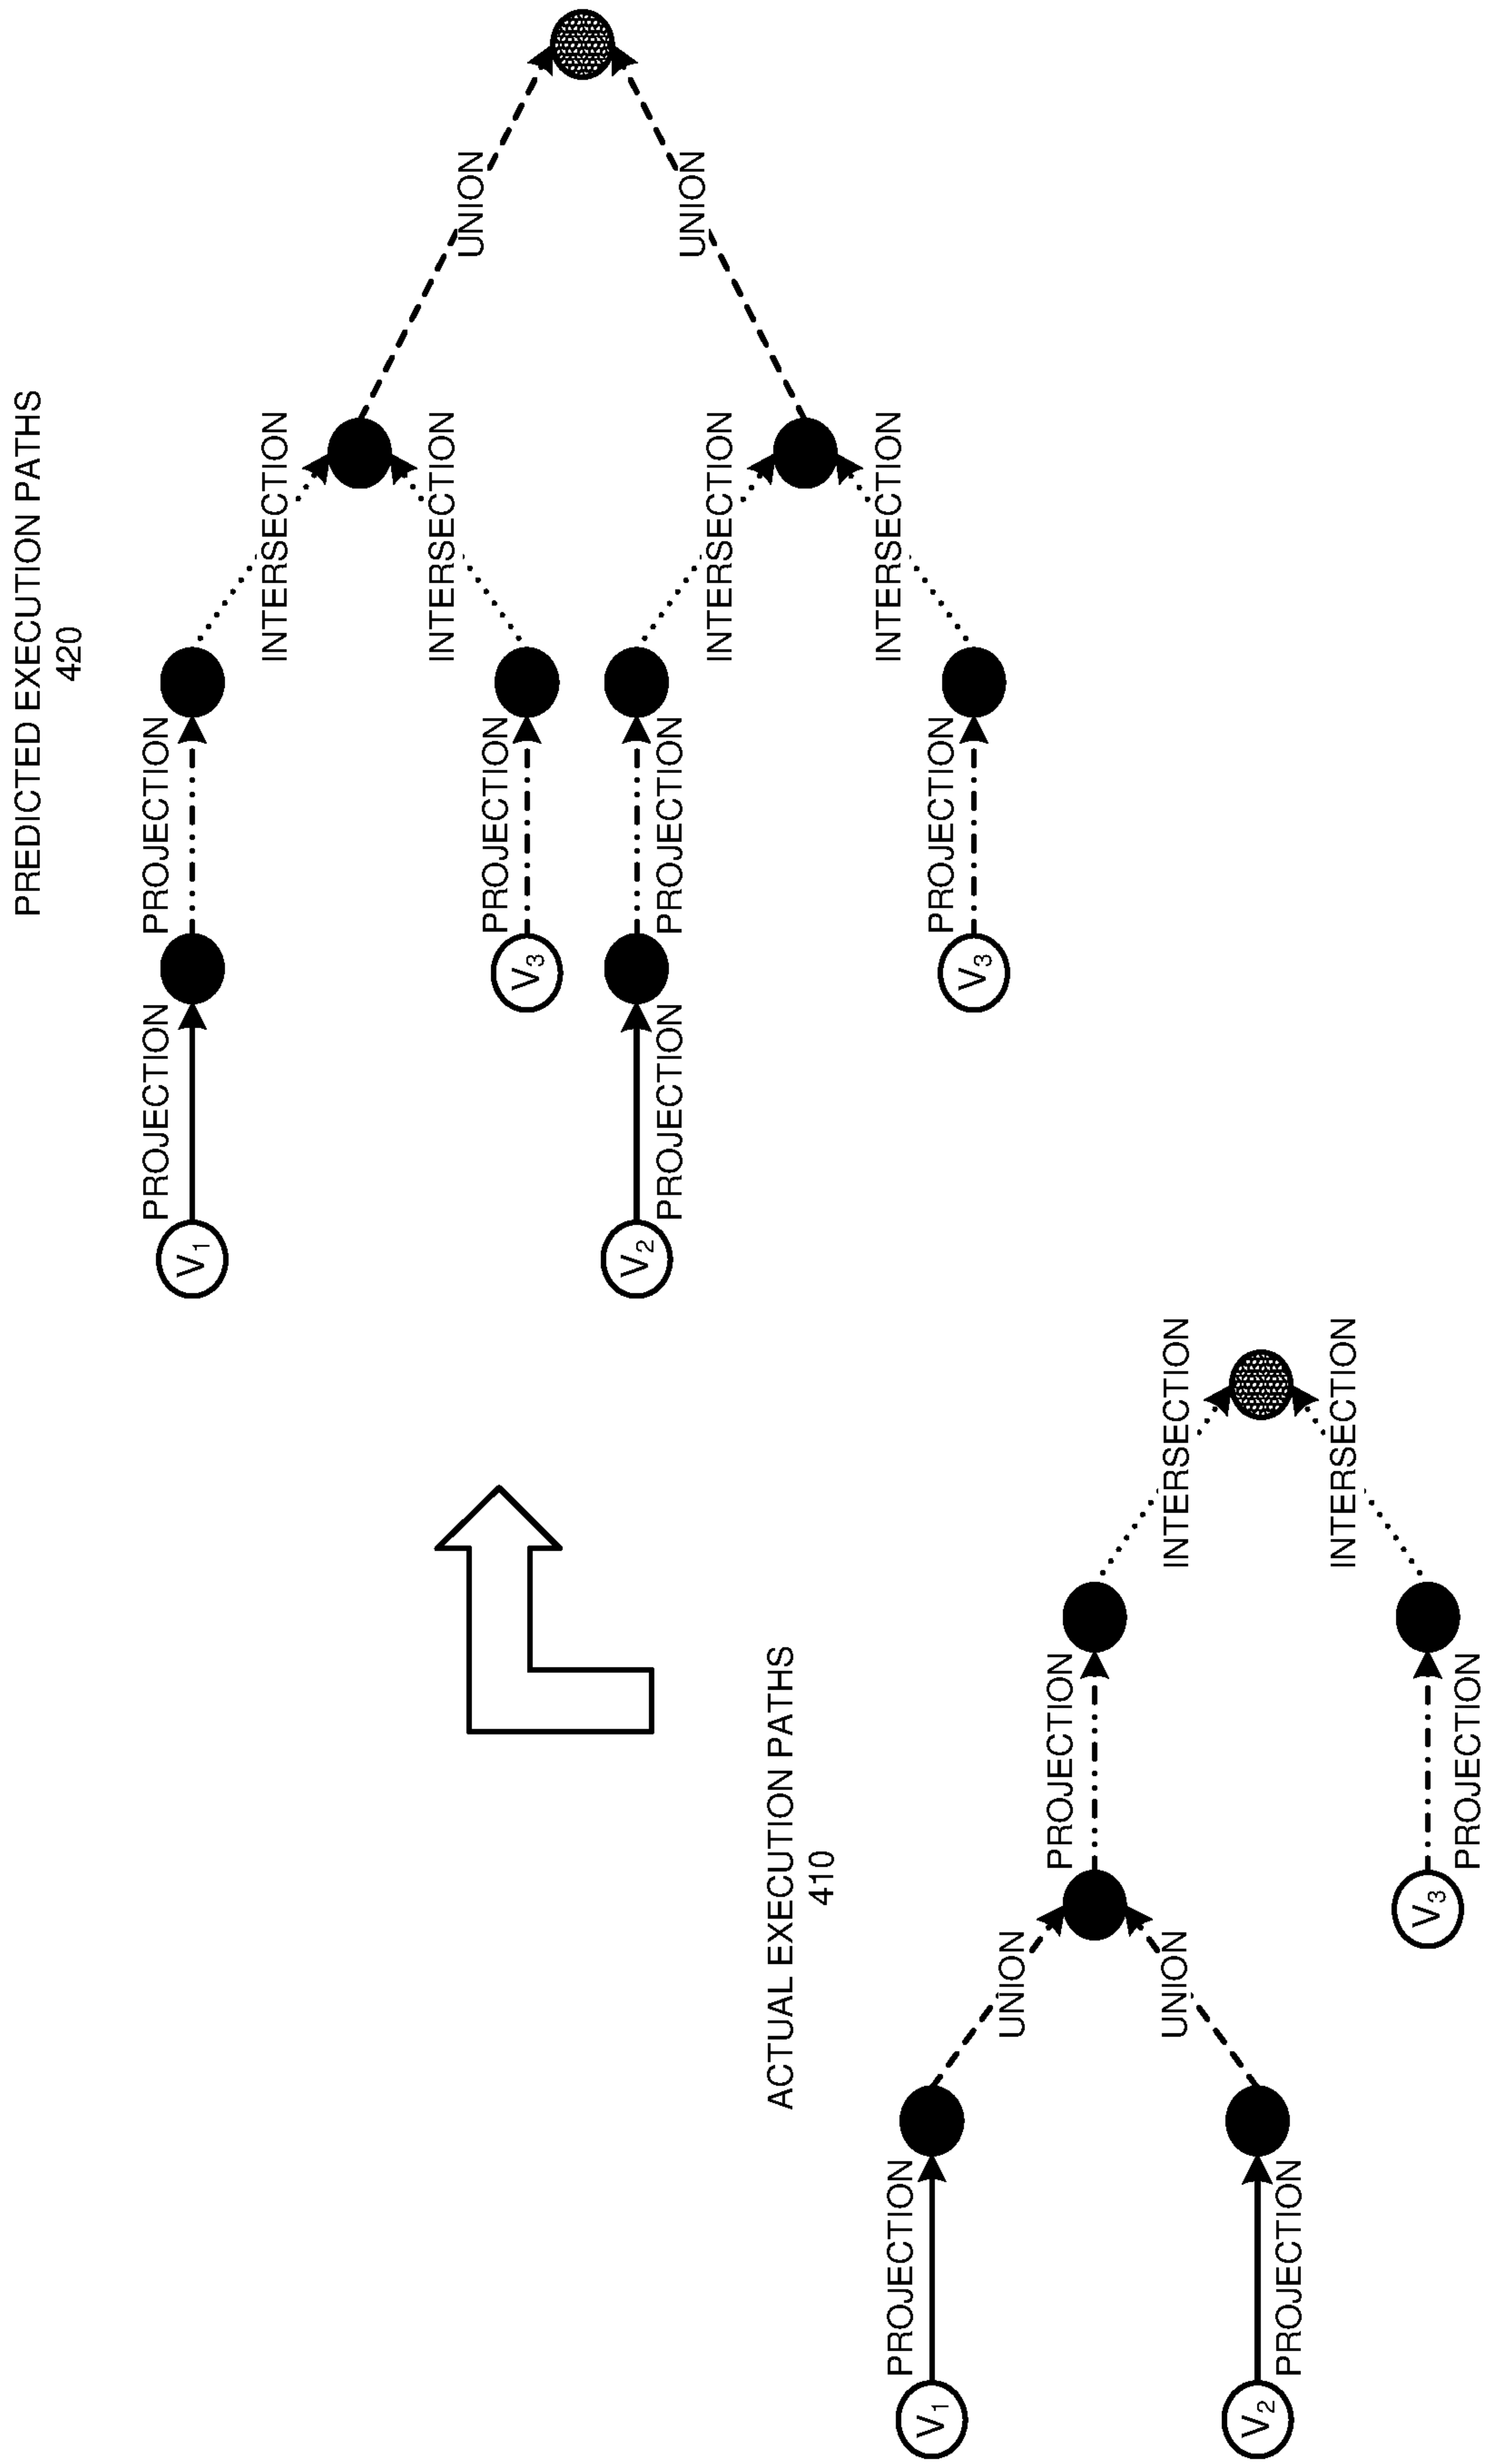 PREDICTED EXECUTION PATHS
420
PROJECTION
PROJECTION
INTERSECTION
UNION
V1
INTERSECTION
PROJECTION
V3
UNION
V2
PROJECTION
PROJECTION
INTERSECTION
INTERSECTION
PROJECTION
V3
ACTUAL EXECUTION PATHS
410
PROJECTION
V1
UNION
PROJECTION
INTERSECTION
UNION
V2
PROJECTION
INTERSECTION
V3
PROJECTION